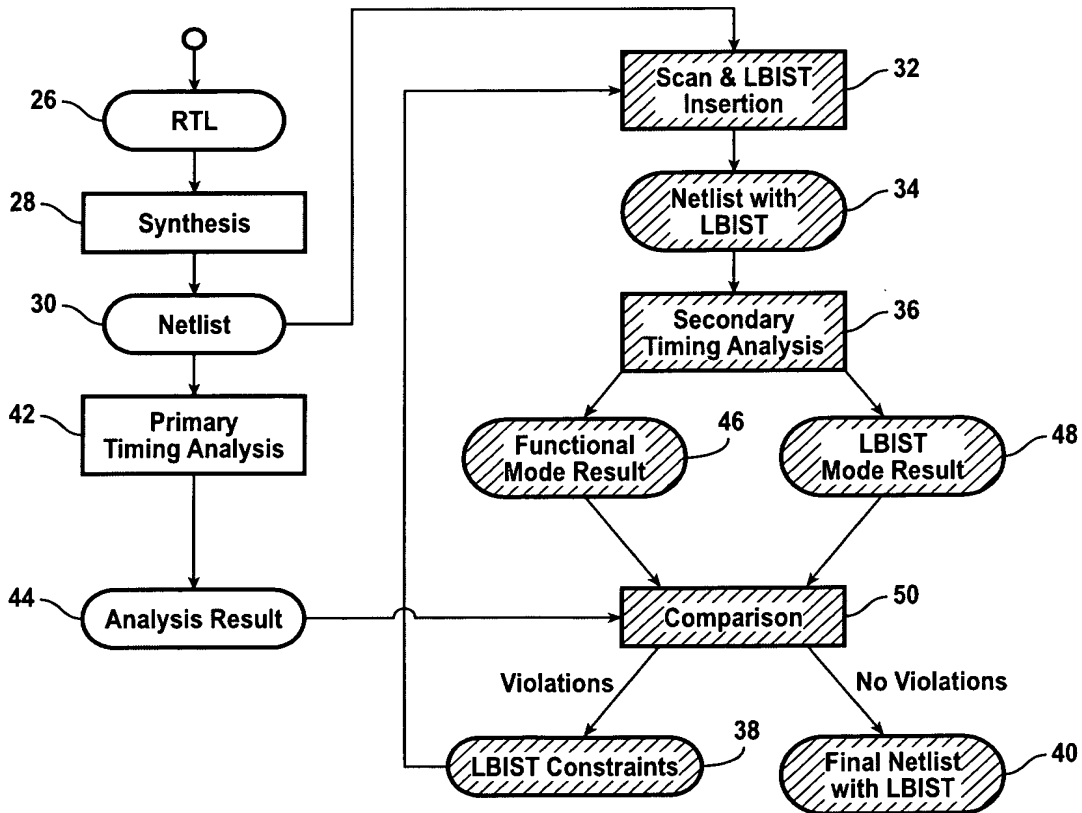 26
RTL
28
Synthesis
30
Netlist
42
Primary
Timing Analysis
44
Analysis Result
Scan & LBIST
Insertion
32
Netlist with
LBIST
34
Secondary
Timing Analysis
36
Functional
Mode Result
46
LBIST
Mode Result
48
Comparison
50
Violations
No Violations
LBIST Constraints
38
Final Netlist
with LBIST
40